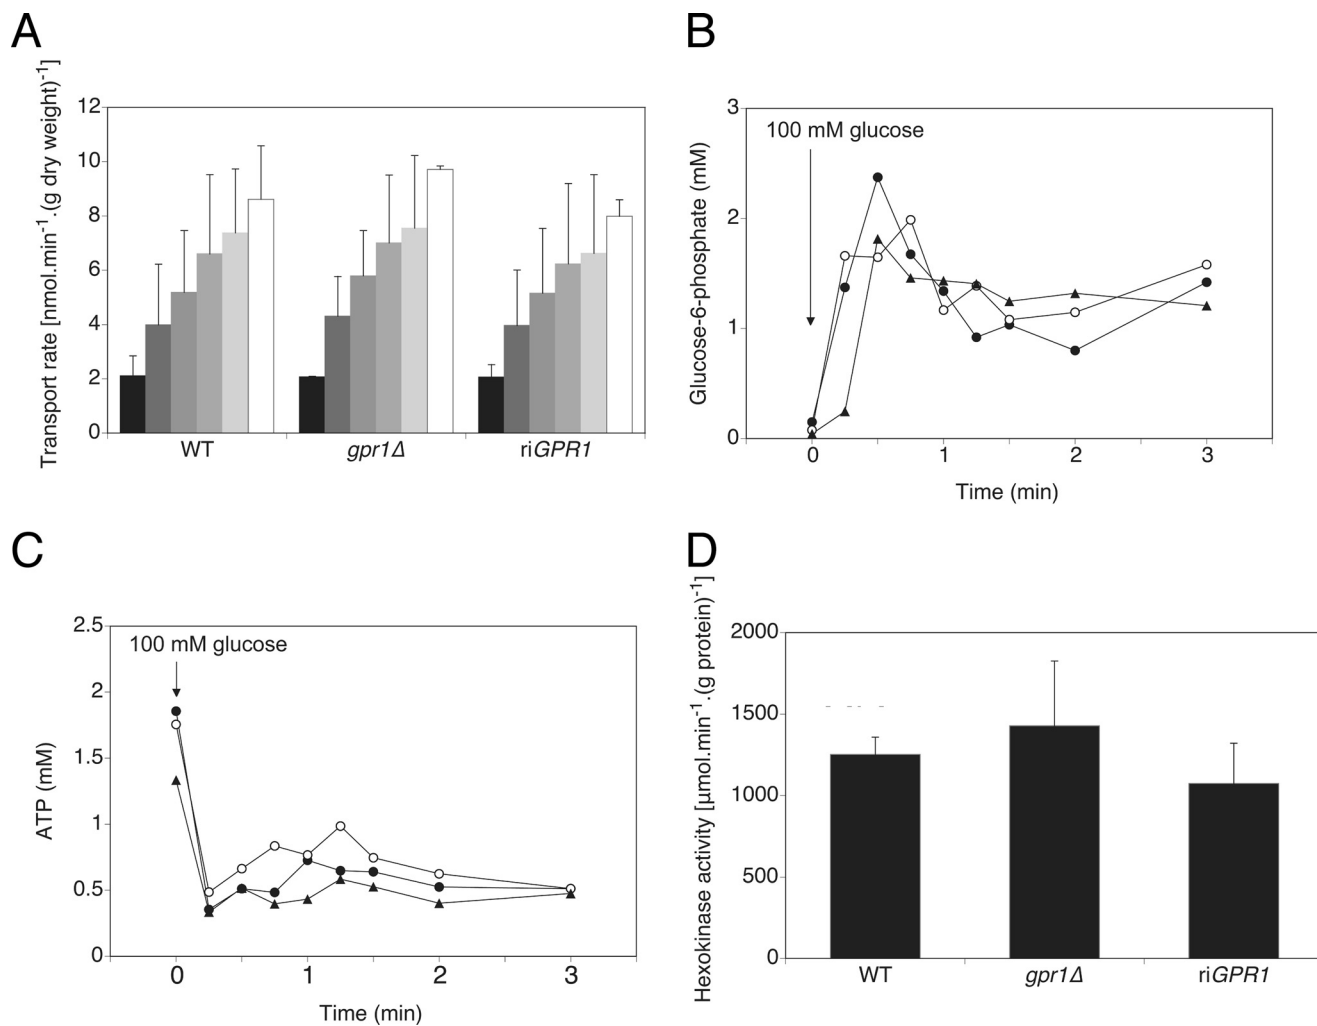 A
Transport rate [nmol.min⁻¹.(g dry weight)⁻¹]
12
10
8
6
4
2
0
WT
gpr1Δ
riGPR1
B
Glucose-6-phosphate (mM)
3
2
1
0
100 mM glucose
0 1 2 3
Time (min)
C
ATP (mM)
2.5
2
1.5
1
0.5
0
100 mM glucose
0 1 2 3
Time (min)
D
Hexokinase activity [µmol.min⁻¹.(g protein)⁻¹]
2000
1500
1000
500
0
WT
gpr1Δ
riGPR1